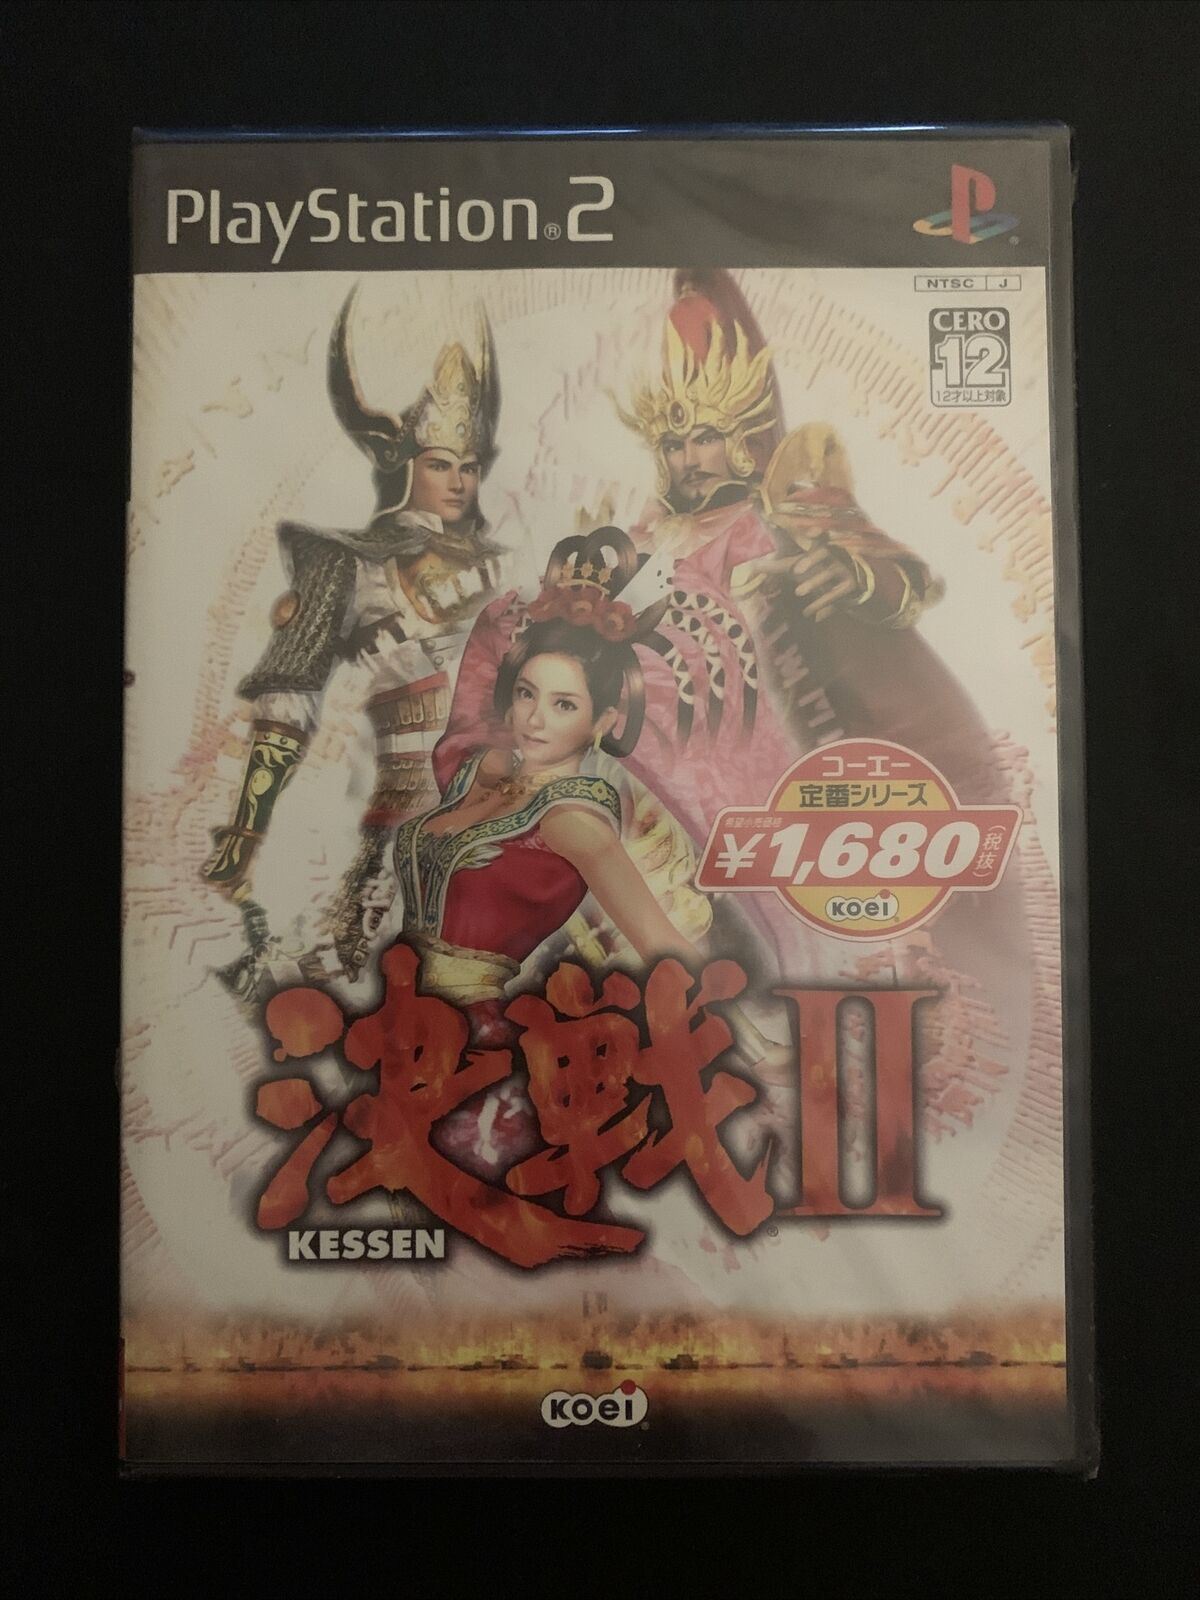 PlayStation®2
NTSC J
CERO
12
12才以上対象
コーエー
定番シリーズ
希望小売価格
¥1,680(税抜)
KOEI®
決戦II®
KESSEN
KOEI®